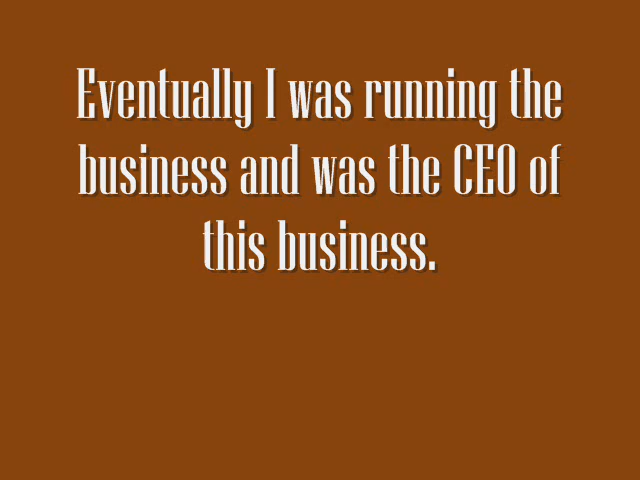 Eventually I was running the
business and was the CEO of
this business.